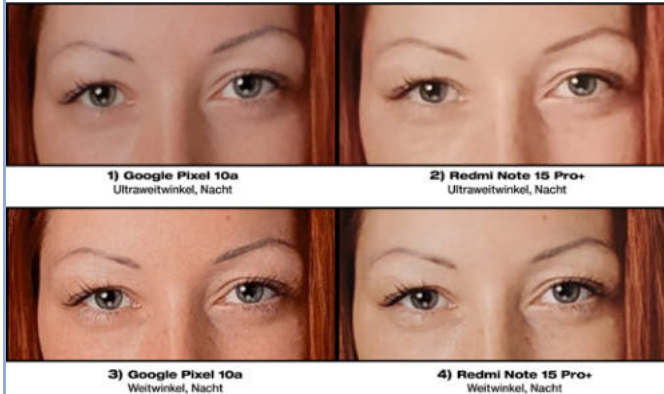 1) Google Pixel 10a
Ultraweitwinkel, Nacht
2) Redmi Note 15 Pro+
Ultraweitwinkel, Nacht
3) Google Pixel 10a
Weitwinkel, Nacht
4) Redmi Note 15 Pro+
Weitwinkel, Nacht